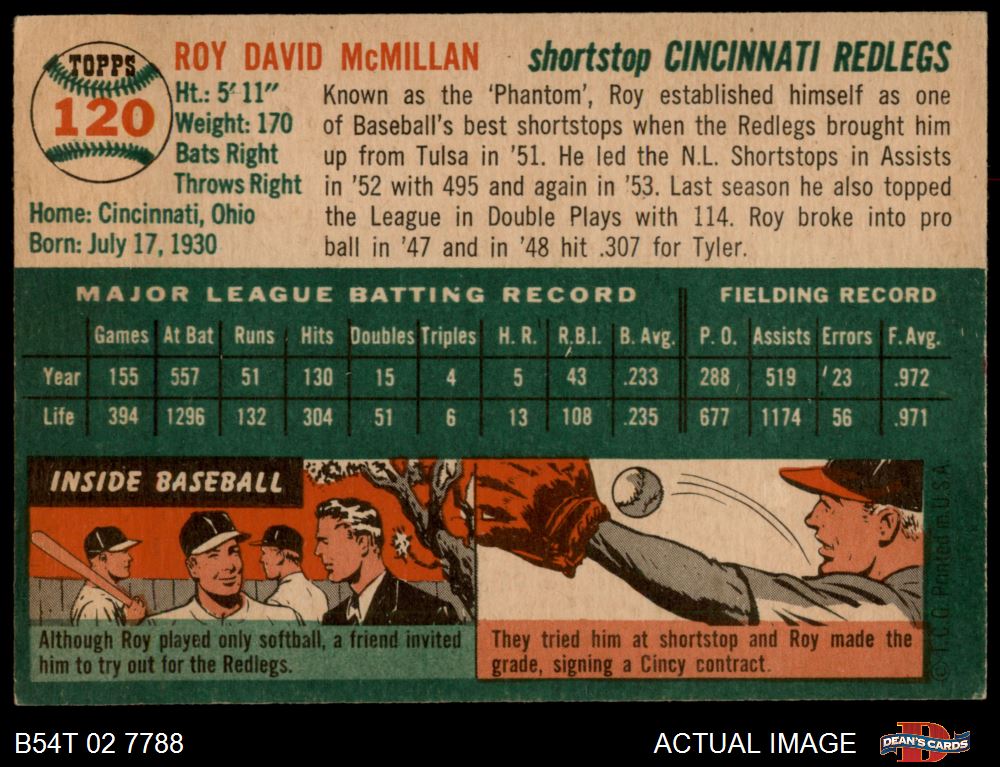 TOPPS
120
ROY DAVID McMILLAN
shortstop CINCINNATI REDLEGS
Ht.: 5' 11"
Weight: 170
Bats Right
Throws Right
Home: Cincinnati, Ohio
Born: July 17, 1930
Known as the 'Phantom', Roy established himself as one
of Baseball's best shortstops when the Redlegs brought him
up from Tulsa in '51. He led the N.L. Shortstops in Assists
in '52 with 495 and again in '53. Last season he also topped
the League in Double Plays with 114. Roy broke into pro
ball in '47 and in '48 hit .307 for Tyler.
MAJOR LEAGUE BATTING RECORD FIELDING RECORD
Games At Bat Runs Hits Doubles Triples H. R. R.B.I. B. Avg. P. O. Assists Errors F. Avg.
Year 155 557 51 130 15 4 5 43 .233 288 519 23 .972
Life 394 1296 132 304 51 6 13 108 .235 677 1174 56 .971
INSIDE BASEBALL
Although Roy played only softball, a friend invited
him to try out for the Redlegs.
They tried him at shortstop and Roy made the
grade, signing a Cincy contract.
© T.C.G. Printed in U.S.A.
B54T 02 7788
ACTUAL IMAGE
DEAN'S CARDS